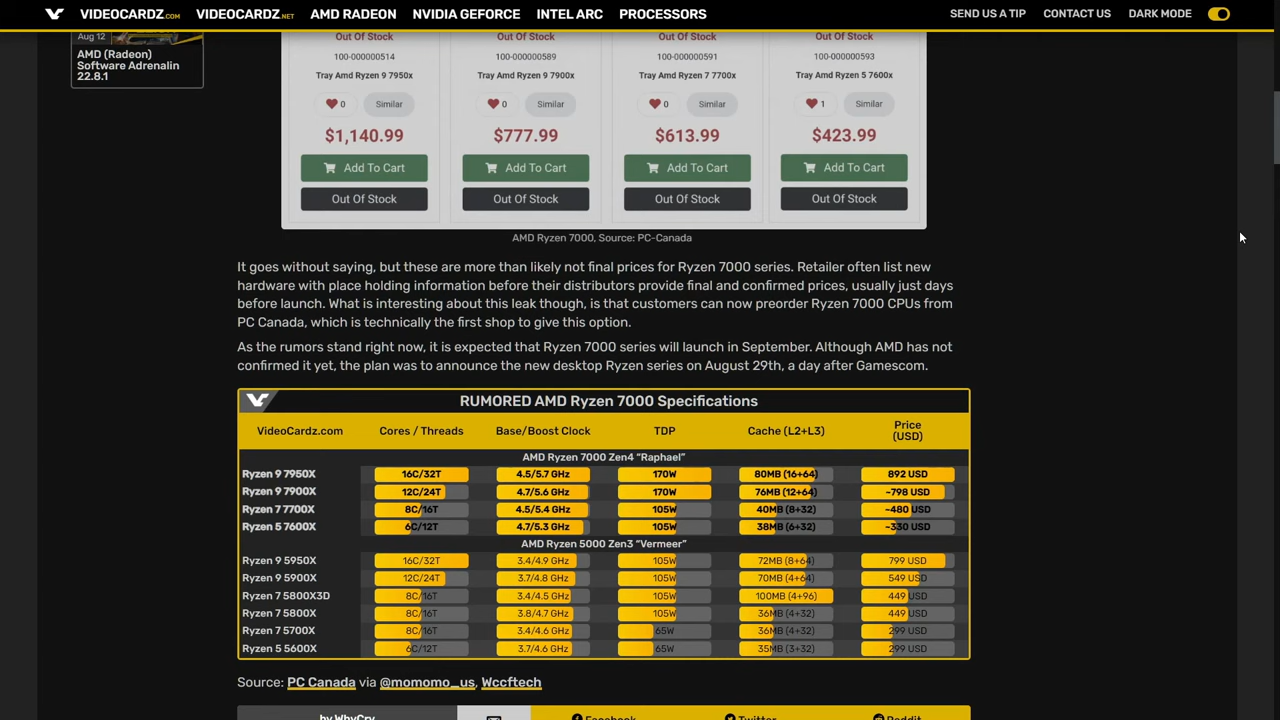 VIDEOCARDZ.COM VIDEOCARDZ.NET AMD RADEON NVIDIA GEFORCE INTEL ARC PROCESSORS SEND US A TIP CONTACT US DARK MODE
Aug 12
AMD (Radeon)
Software Adrenalin
22.8.1
Out Of Stock Out Of Stock Out Of Stock Out Of Stock
100-000000514 100-000000589 100-000000591 100-000000593
Tray Amd Ryzen 9 7950x Tray Amd Ryzen 9 7900x Tray Amd Ryzen 7 7700x Tray Amd Ryzen 5 7600x
0 Similar 0 Similar 0 Similar 1 Similar
$1,140.99 $777.99 $613.99 $423.99
Add To Cart Add To Cart Add To Cart Add To Cart
Out Of Stock Out Of Stock Out Of Stock Out Of Stock
AMD Ryzen 7000, Source: PC-Canada
It goes without saying, but these are more than likely not final prices for Ryzen 7000 series. Retailer often list new
hardware with place holding information before their distributors provide final and confirmed prices, usually just days
before launch. What is interesting about this leak though, is that customers can now preorder Ryzen 7000 CPUs from
PC Canada, which is technically the first shop to give this option.
As the rumors stand right now, it is expected that Ryzen 7000 series will launch in September. Although AMD has not
confirmed it yet, the plan was to announce the new desktop Ryzen series on August 29th, a day after Gamescom.
RUMORED AMD Ryzen 7000 Specifications
VideoCardz.com Cores / Threads Base/Boost Clock TDP Cache (L2+L3) Price
(USD)
AMD Ryzen 7000 Zen4 “Raphael”
Ryzen 9 7950X 16C/32T 4.5/5.7 GHz 170W 80MB (16+64) 892 USD
Ryzen 9 7900X 12C/24T 4.7/5.6 GHz 170W 76MB (12+64) ~798 USD
Ryzen 7 7700X 8C/16T 4.5/5.4 GHz 105W 40MB (8+32) ~480 USD
Ryzen 5 7600X 6C/12T 4.7/5.3 GHz 105W 38MB (6+32) ~330 USD
AMD Ryzen 5000 Zen3 “Vermeer”
Ryzen 9 5950X 16C/32T 3.4/4.9 GHz 105W 72MB (8+64) 799 USD
Ryzen 9 5900X 12C/24T 3.7/4.8 GHz 105W 70MB (4+64) 549 USD
Ryzen 7 5800X3D 8C/16T 3.4/4.5 GHz 105W 100MB (4+96) 449 USD
Ryzen 7 5800X 8C/16T 3.8/4.7 GHz 105W 36MB (4+32) 449 USD
Ryzen 7 5700X 8C/16T 3.4/4.6 GHz 65W 36MB (4+32) 299 USD
Ryzen 5 5600X 6C/12T 3.7/4.6 GHz 65W 35MB (3+32) 299 USD
Source: PC Canada via @momomo_us, Wccftech
by WhyCry Facebook Twitter Reddit